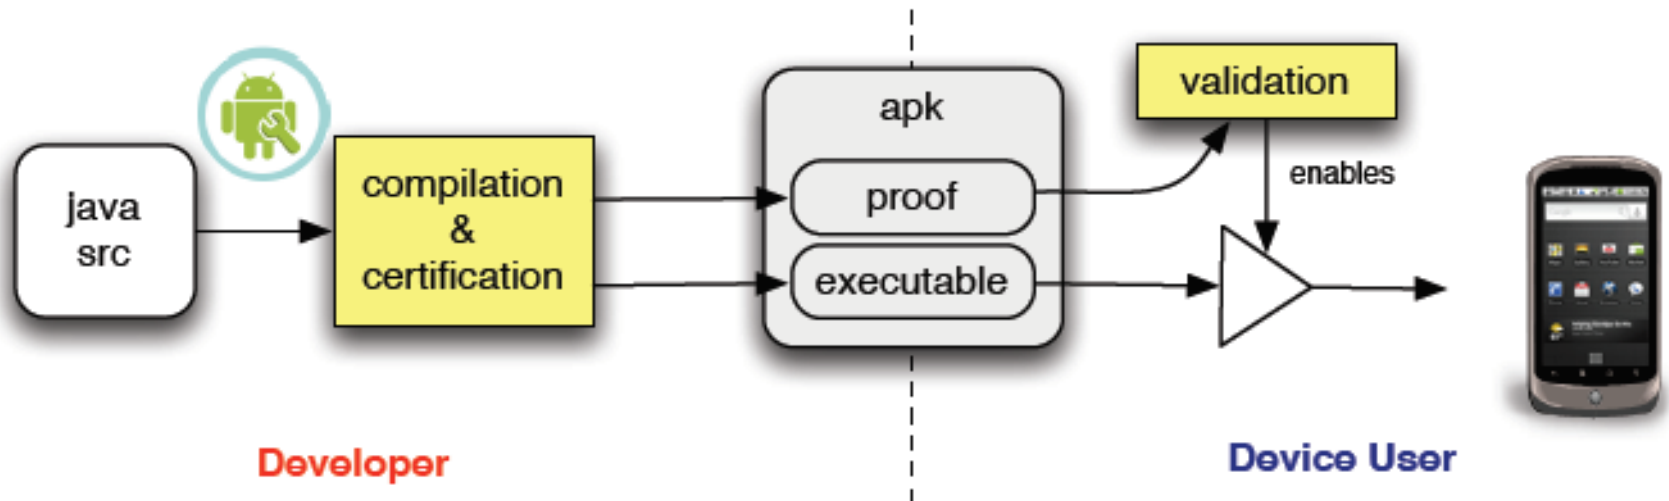 java
src
compilation
&
certification
apk
proof
executable
validation
enables
Developer
Device User